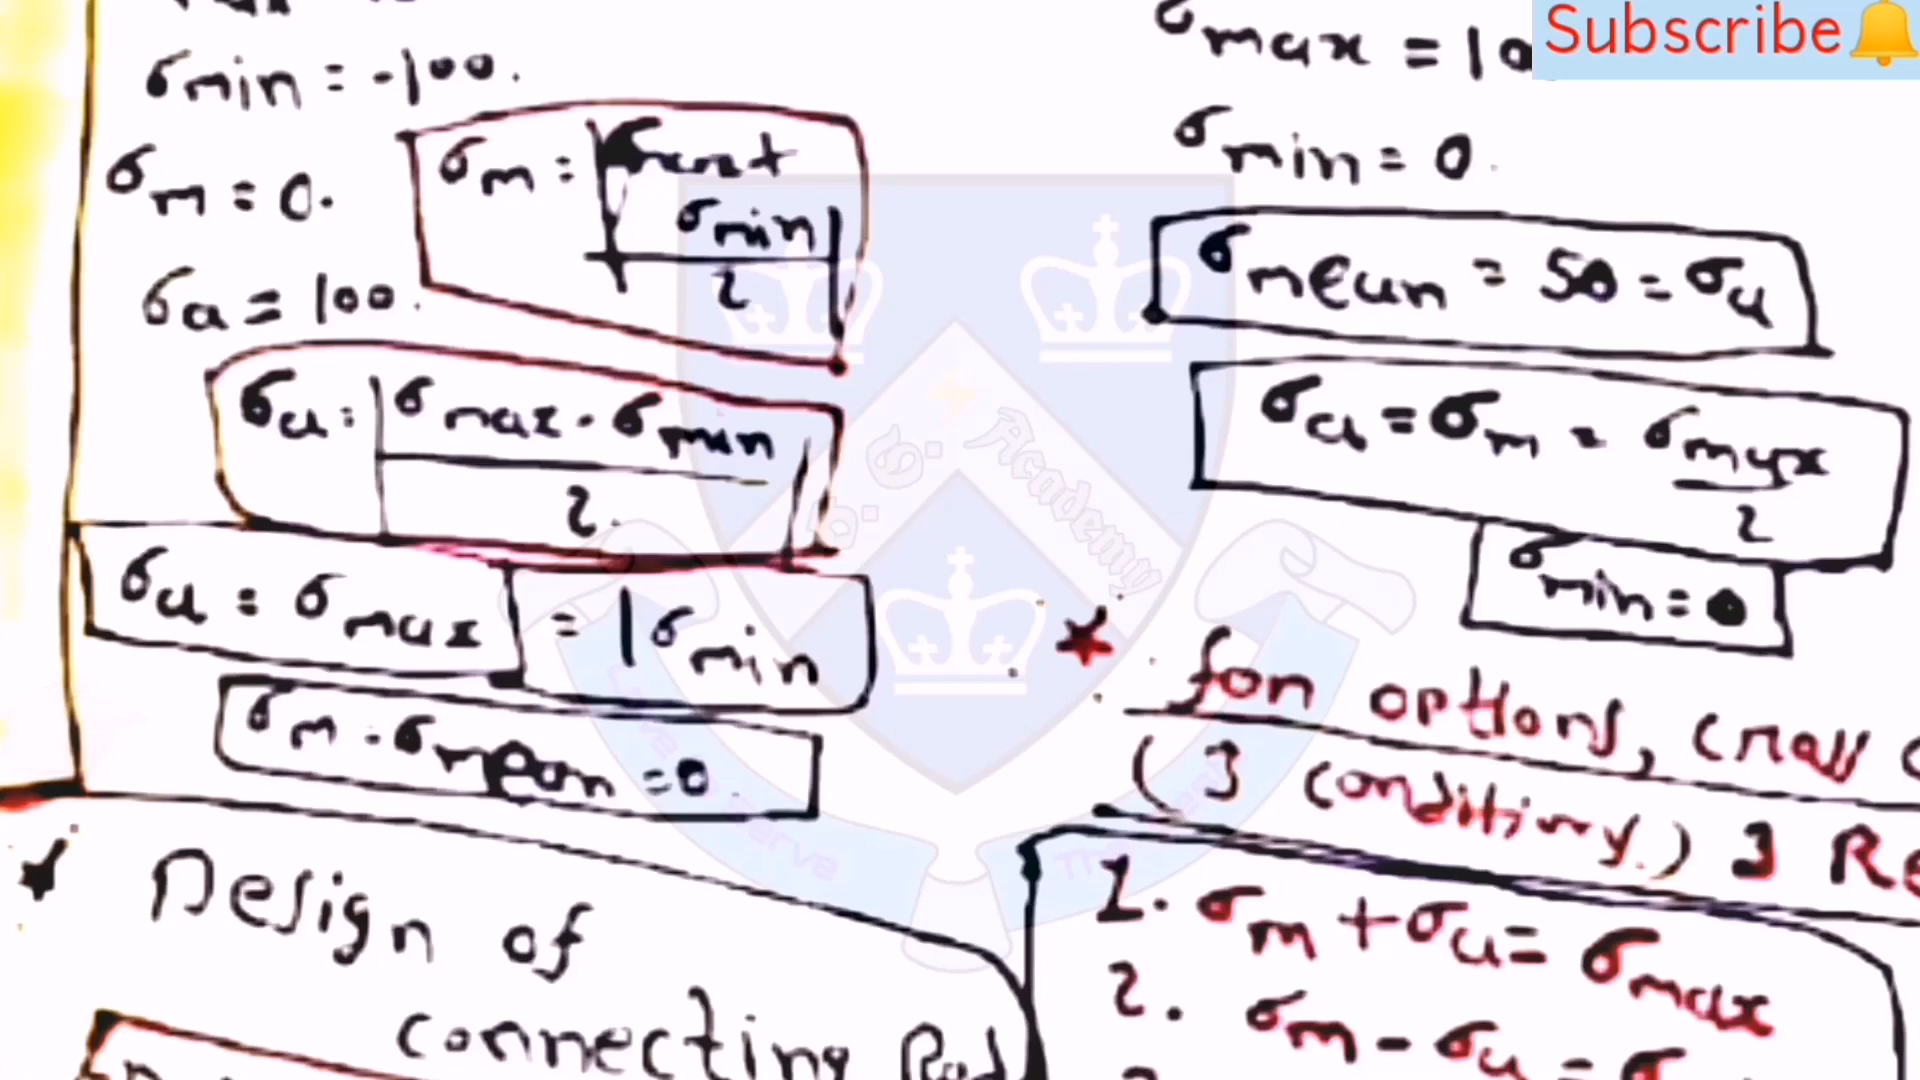 σmin = -100.
σm = 0.
σm = |σmax + σmin| / 2
σa = 100.
σa = |σmax - σmin| / 2.
σa = σmax = |σmin
σm = σmean = 0.
* Design of
connecting Rod
σmax = 10
σmin = 0.
σmean = 50 = σa
σa = σm = σmax / 2
σmin = 0
* for options, cross
(3 conditions.) 3 Re
1. σm + σa = σmax
2. σm - σa = σ
Subscribe
S. Academy